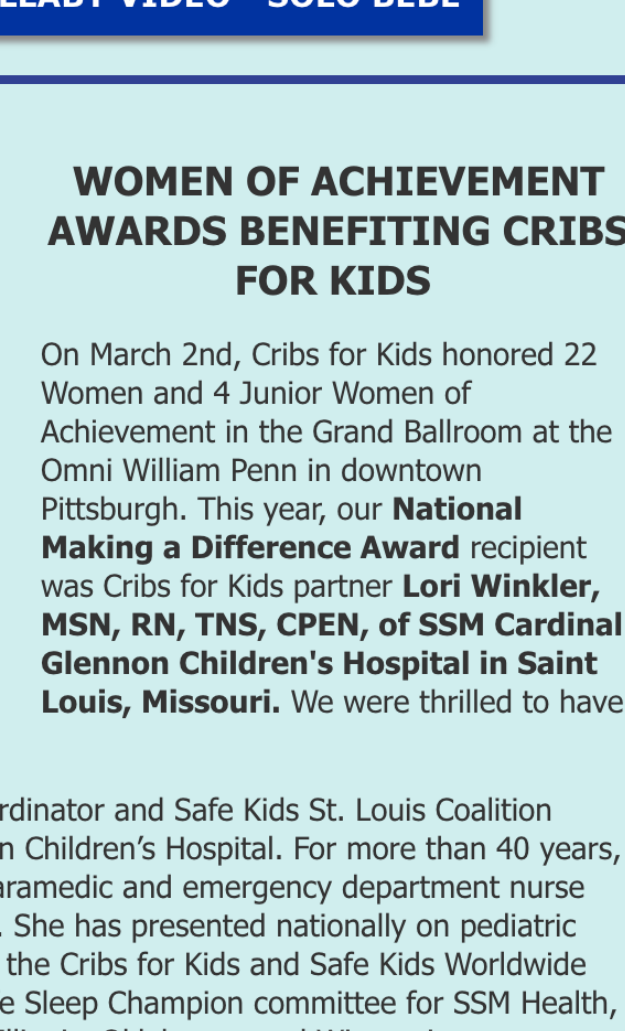 VIDEO - SOLO BEBE
WOMEN OF ACHIEVEMENT
AWARDS BENEFITING CRIBS
FOR KIDS
On March 2nd, Cribs for Kids honored 22
Women and 4 Junior Women of
Achievement in the Grand Ballroom at the
Omni William Penn in downtown
Pittsburgh. This year, our National
Making a Difference Award recipient
was Cribs for Kids partner Lori Winkler,
MSN, RN, TNS, CPEN, of SSM Cardinal
Glennon Children's Hospital in Saint
Louis, Missouri. We were thrilled to have
rdinator and Safe Kids St. Louis Coalition
n Children’s Hospital. For more than 40 years,
aramedic and emergency department nurse
. She has presented nationally on pediatric
the Cribs for Kids and Safe Kids Worldwide
e Sleep Champion committee for SSM Health,